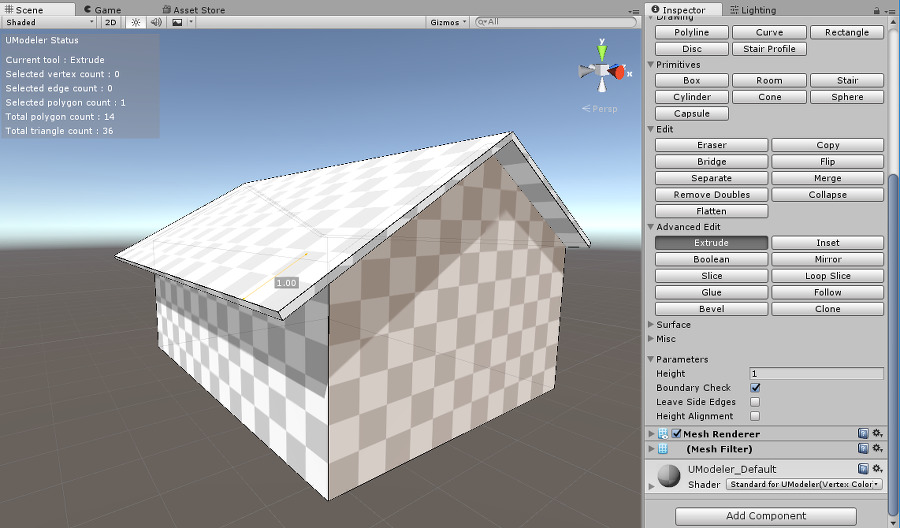 Scene
Game
Asset Store
Shaded
2D
Gizmos
All
UModeler Status
Current tool : Extrude
Selected vertex count : 0
Selected edge count : 0
Selected polygon count : 1
Total polygon count : 14
Total triangle count : 36
y
x
Persp
1.00
Inspector
Lighting
Drawing
Polyline
Curve
Rectangle
Disc
Stair Profile
Primitives
Box
Room
Stair
Cylinder
Cone
Sphere
Capsule
Edit
Eraser
Copy
Bridge
Flip
Separate
Merge
Remove Doubles
Collapse
Flatten
Advanced Edit
Extrude
Inset
Boolean
Mirror
Slice
Loop Slice
Glue
Follow
Bevel
Clone
Surface
Misc
Parameters
Height 1
Boundary Check
Leave Side Edges
Height Alignment
Mesh Renderer
(Mesh Filter)
UModeler_Default
Shader Standard for UModeler(Vertex Color
Add Component